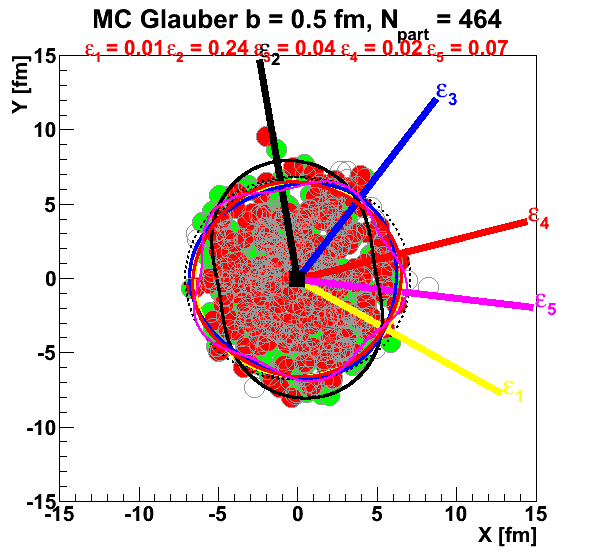 MC Glauber b = 0.5 fm, N_part = 464
ε₁ = 0.01 ε₂ = 0.24 ε₃ = 0.04 ε₄ = 0.02 ε₅ = 0.07
ε₂
15
Y [fm]
ε₃
10
5
ε₄
0
ε₅
-5
ε₁
-10
-15
-15 -10 -5 0 5 10 15
X [fm]